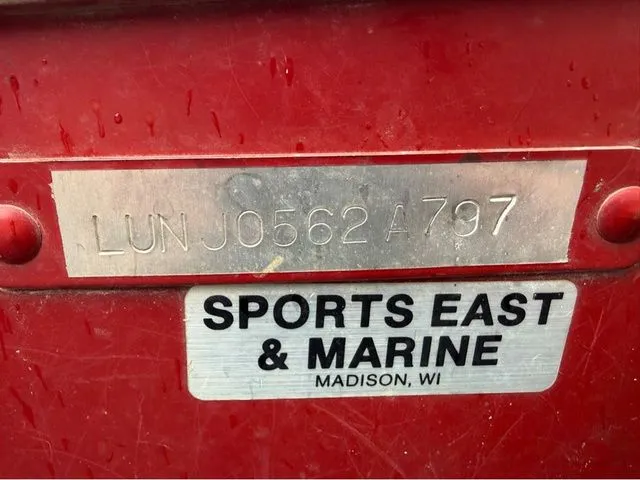 LUNJ0562A797
SPORTS EAST
& MARINE
MADISON, WI